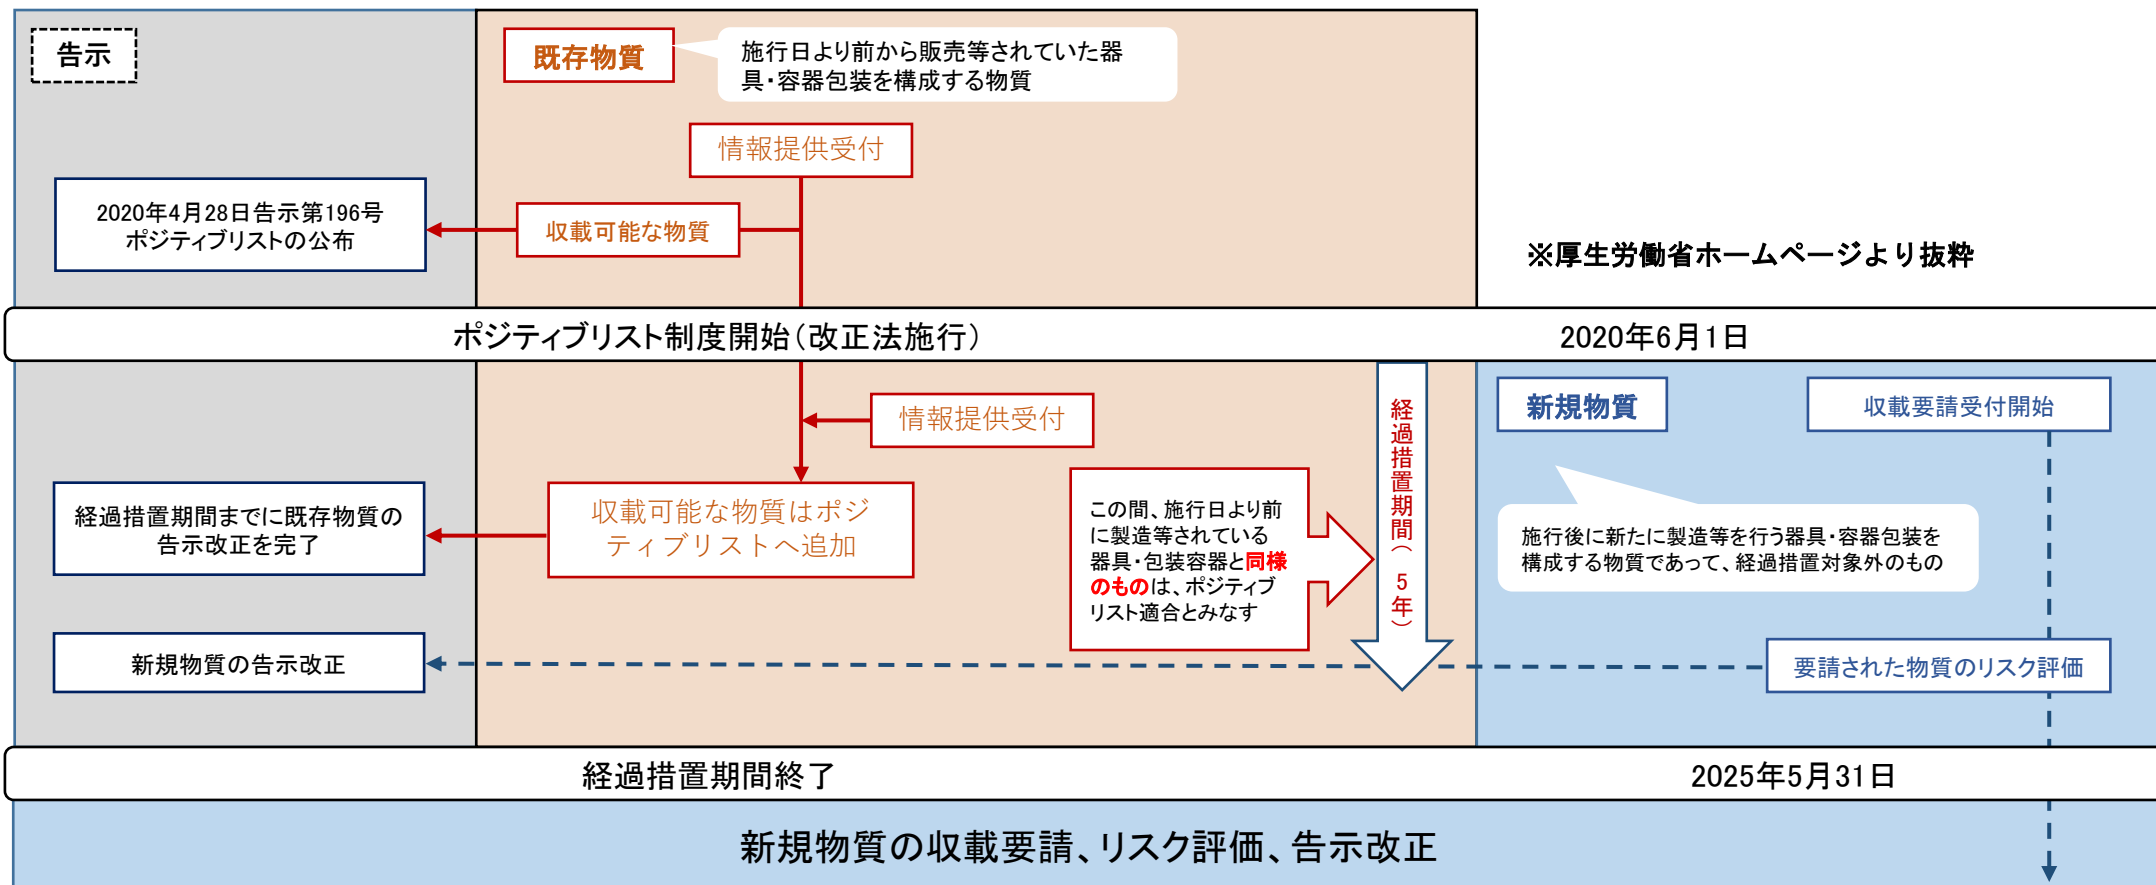 告示
既存物質
施行日より前から販売等されていた器
具・容器包装を構成する物質
情報提供受付
2020年4月28日告示第196号
ポジティブリストの公布
収載可能な物質
※厚生労働省ホームページより抜粋
ポジティブリスト制度開始（改正法施行）
2020年6月1日
情報提供受付
経過措置期間（5年）
新規物質
収載要請受付開始
経過措置期間までに既存物質の
告示改正を完了
収載可能な物質はポジ
ティブリストへ追加
この間、施行日より前
に製造等されている
器具・包装容器と同様
のものは、ポジティブ
リスト適合とみなす
施行後に新たに製造等を行う器具・容器包装を
構成する物質であって、経過措置対象外のもの
新規物質の告示改正
要請された物質のリスク評価
経過措置期間終了
2025年5月31日
新規物質の収載要請、リスク評価、告示改正